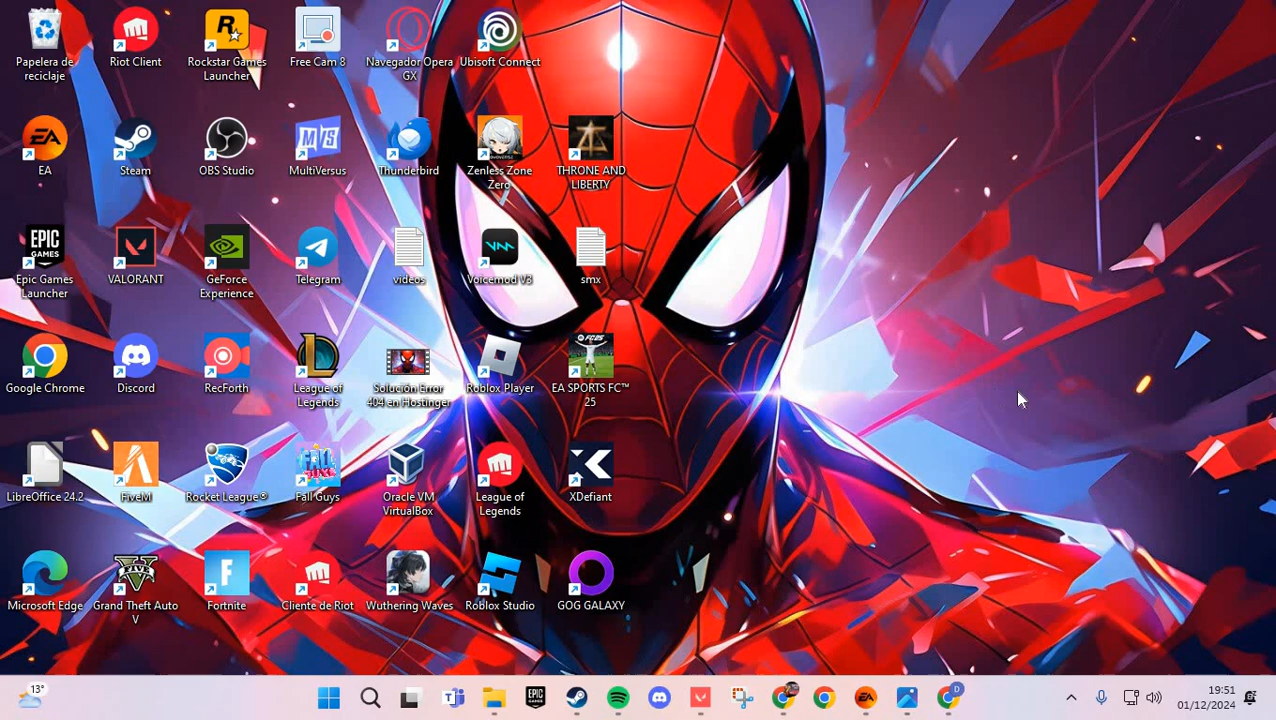 Papelera de
reciclaje
Riot Client
Rockstar Games
Launcher
Free Cam 8
Navegador Opera
GX
Ubisoft Connect
EA
Steam
OBS Studio
MultiVersus
Thunderbird
Zenless Zone
Zero
THRONE AND
LIBERTY
EPIC
GAMES
Epic Games
Launcher
VALORANT
GeForce
Experience
Telegram
videos
Voicemod V3
smx
Google Chrome
Discord
RecForth
League of
Legends
Solución Error
404 en Hostinger
Roblox Player
FC25
EA SPORTS FC™
25
LibreOffice 24.2
FiveM
Rocket League®
FALL
GUYS
Fall Guys
Oracle VM
VirtualBox
League of
Legends
XDefiant
Microsoft Edge
Grand Theft Auto
V
Fortnite
Cliente de Riot
Wuthering Waves
Roblox Studio
GOG GALAXY
13°
EPIC
EA
D
19:51
01/12/2024